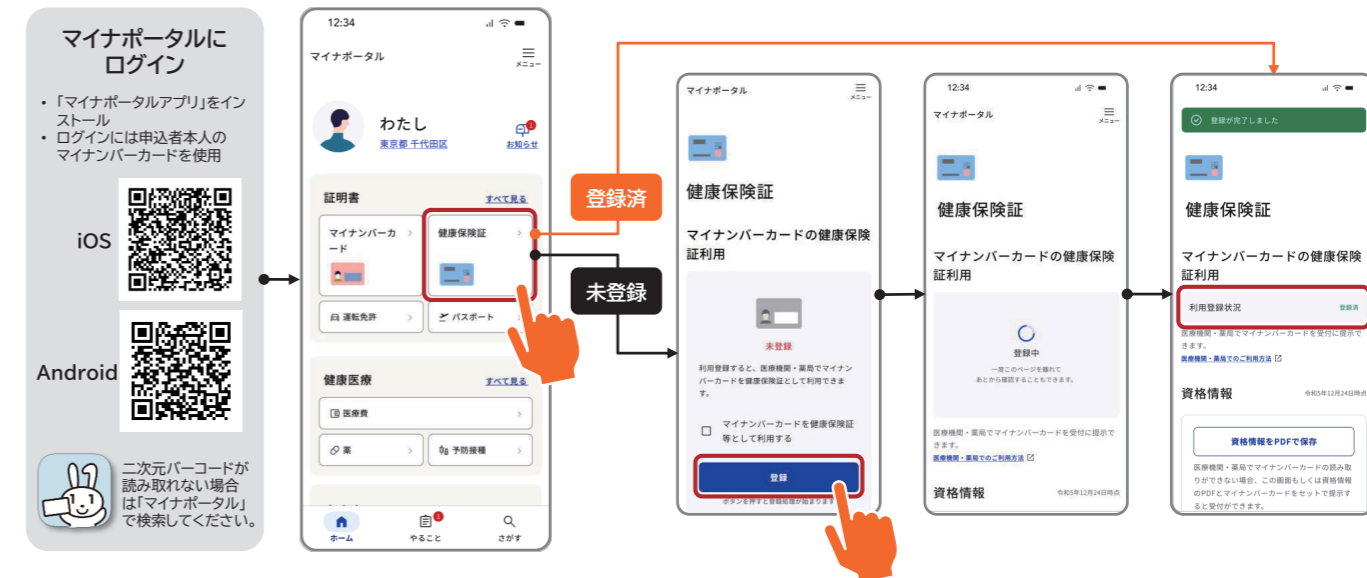 マイナポータルに
ログイン
・「マイナポータルアプリ」をイン
ストール
・ ログインには申込者本人の
マイナンバーカードを使用
iOS
Android
二次元バーコードが
読み取れない場合
は「マイナポータル」
で検索してください。
12:34
マイナポータル
メニュー
わたし
東京都 千代田区
お知らせ
1
証明書
すべて見る
マイナンバーカ
ード
健康保険証
運転免許
パスポート
健康医療
すべて見る
医療費
薬
予防接種
ホーム
やること
1
さがす
登録済
未登録
マイナポータル
メニュー
健康保険証
マイナンバーカードの健康保険
証利用
未登録
利用登録すると、医療機関・薬局でマイナン
バーカードを健康保険証として利用できま
す。
マイナンバーカードを健康保険証
等として利用する
登録
ボタンを押すと登録処理が始まります
12:34
マイナポータル
メニュー
健康保険証
マイナンバーカードの健康保険
証利用
登録中
一度このページを離れて
あとから確認することもできます。
医療機関・薬局でマイナンバーカードを受付に提示で
きます。
医療機関・薬局でのご利用方法
資格情報
令和5年12月24日時点
12:34
登録が完了しました
健康保険証
マイナンバーカードの健康保険
証利用
利用登録状況
登録済
医療機関・薬局でマイナンバーカードを受付に提示で
きます。
医療機関・薬局でのご利用方法
資格情報
令和5年12月24日時点
資格情報をPDFで保存
医療機関・薬局でマイナンバーカードの読み取
りができない場合、この画面もしくは資格情報
のPDFとマイナンバーカードをセットで提示す
ると受付ができます。